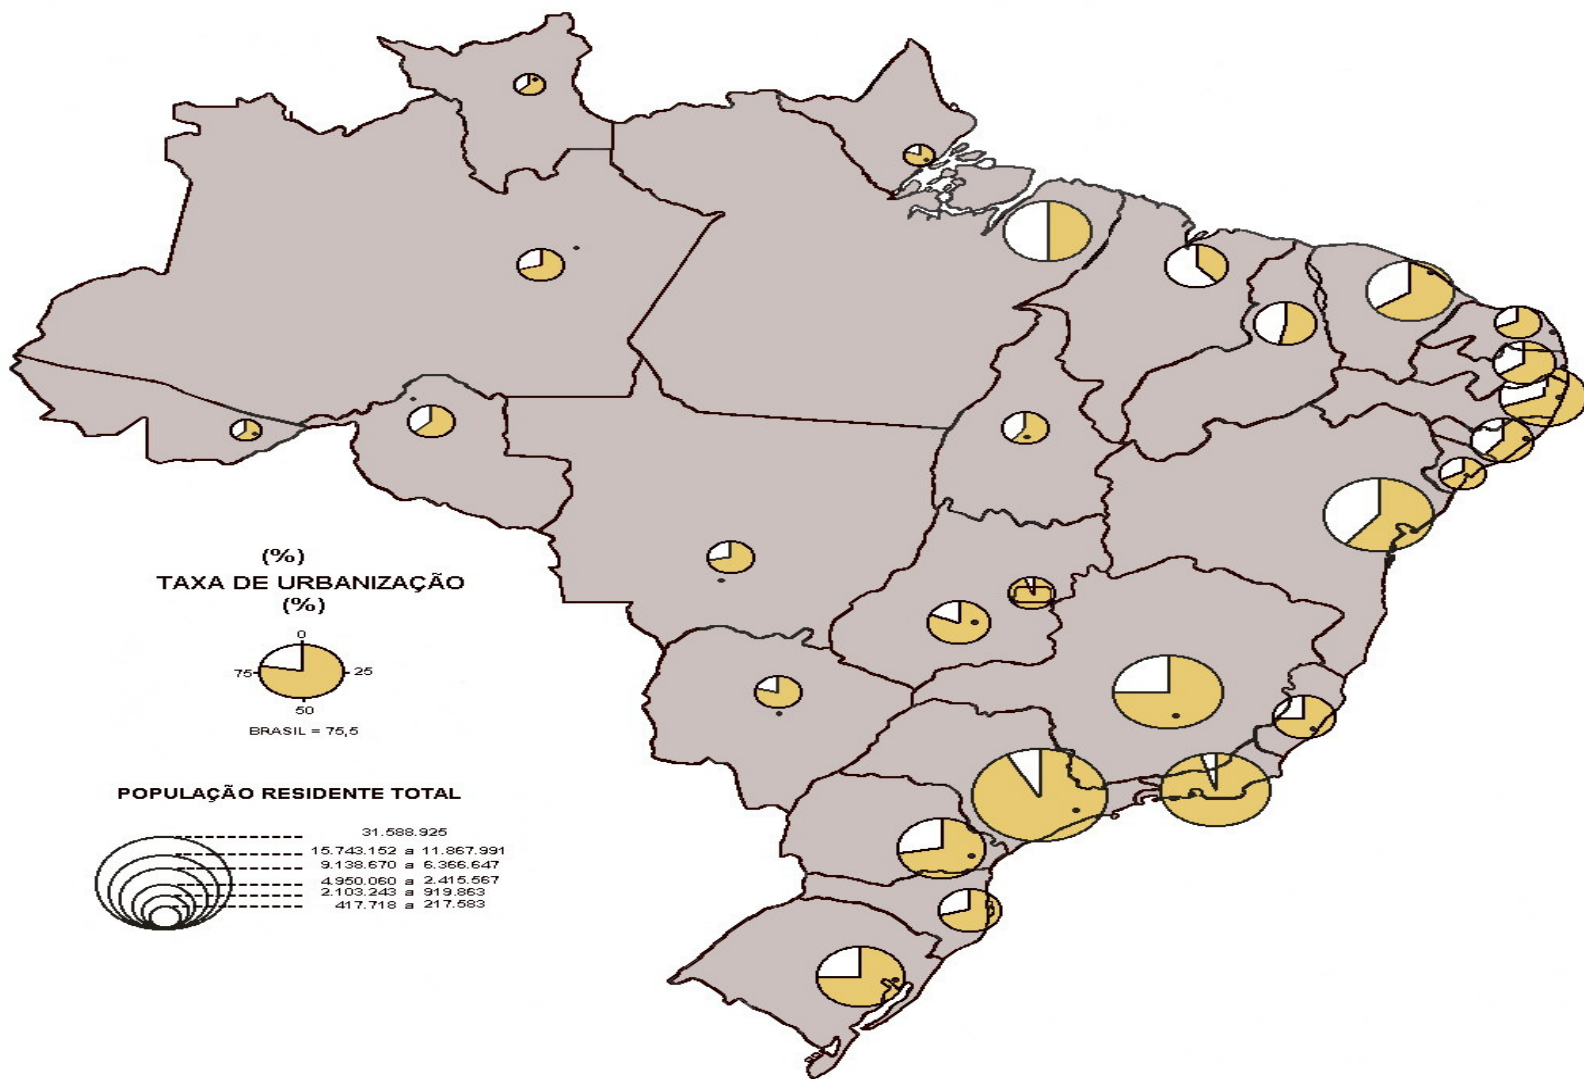 (%)
TAXA DE URBANIZAÇÃO
(%)
0
75
25
50
BRASIL = 75,5
POPULAÇÃO RESIDENTE TOTAL
31.588.925
15.743.152 a 11.867.991
9.138.670 a 6.366.647
4.950.060 a 2.415.567
2.103.243 a 919.863
417.718 a 217.583